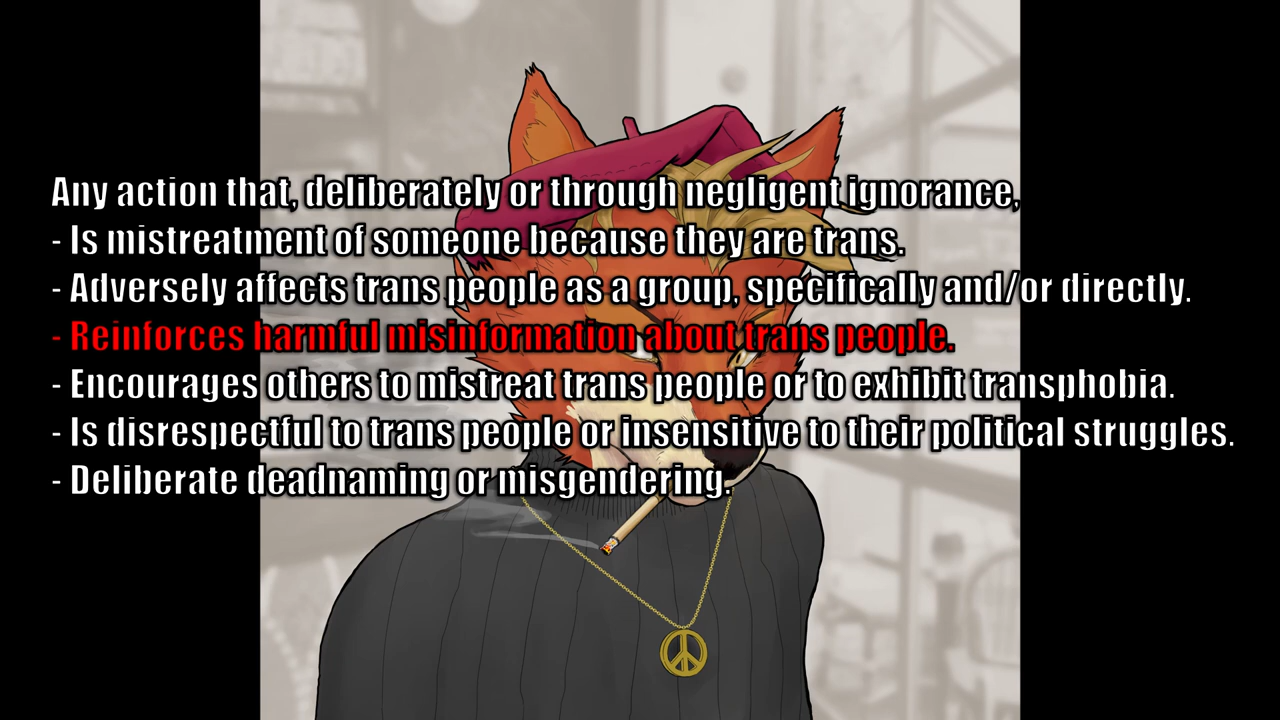 Any action that, deliberately or through negligent ignorance,
- Is mistreatment of someone because they are trans.
- Adversely affects trans people as a group, specifically and/or directly.
- Reinforces harmful misinformation about trans people.
- Encourages others to mistreat trans people or to exhibit transphobia.
- Is disrespectful to trans people or insensitive to their political struggles.
- Deliberate deadnaming or misgendering.